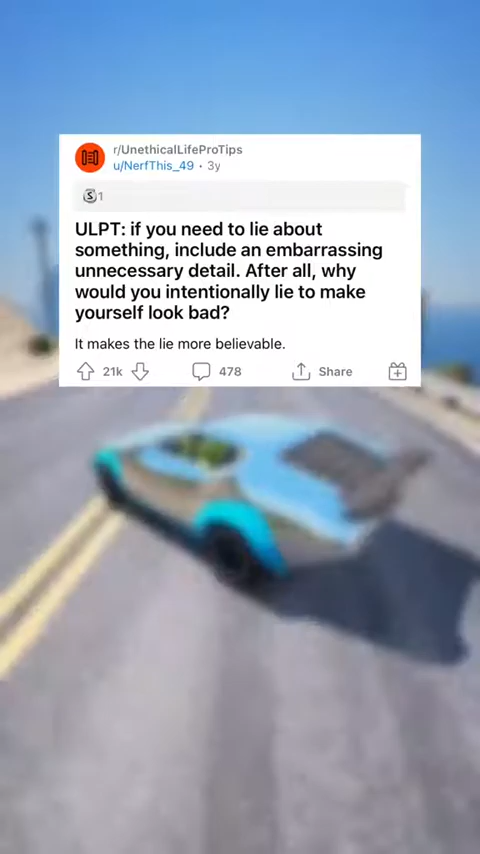 r/UnethicalLifeProTips
u/NerfThis_49 · 3y
S 1
ULPT: if you need to lie about
something, include an embarrassing
unnecessary detail. After all, why
would you intentionally lie to make
yourself look bad?
It makes the lie more believable.
21k 478 Share